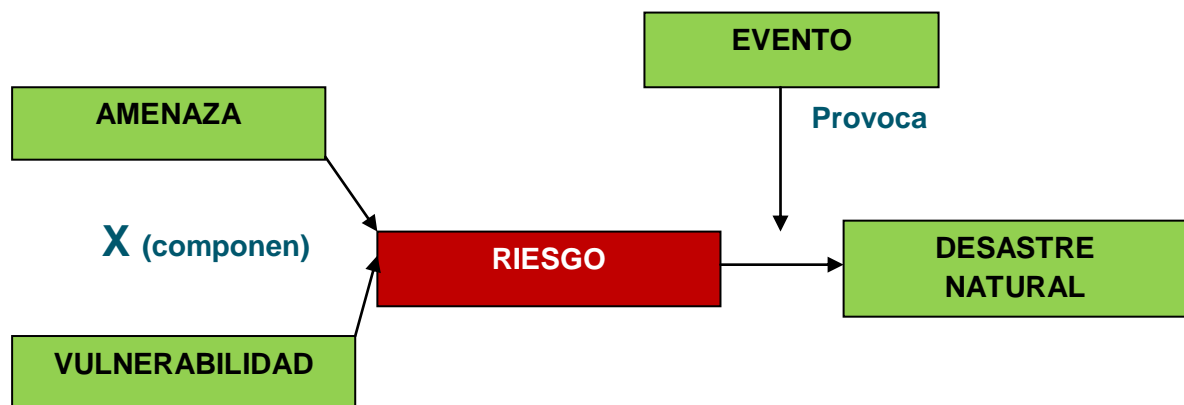 EVENTO
AMENAZA
Provoca
X (componen)
RIESGO
DESASTRE
NATURAL
VULNERABILIDAD